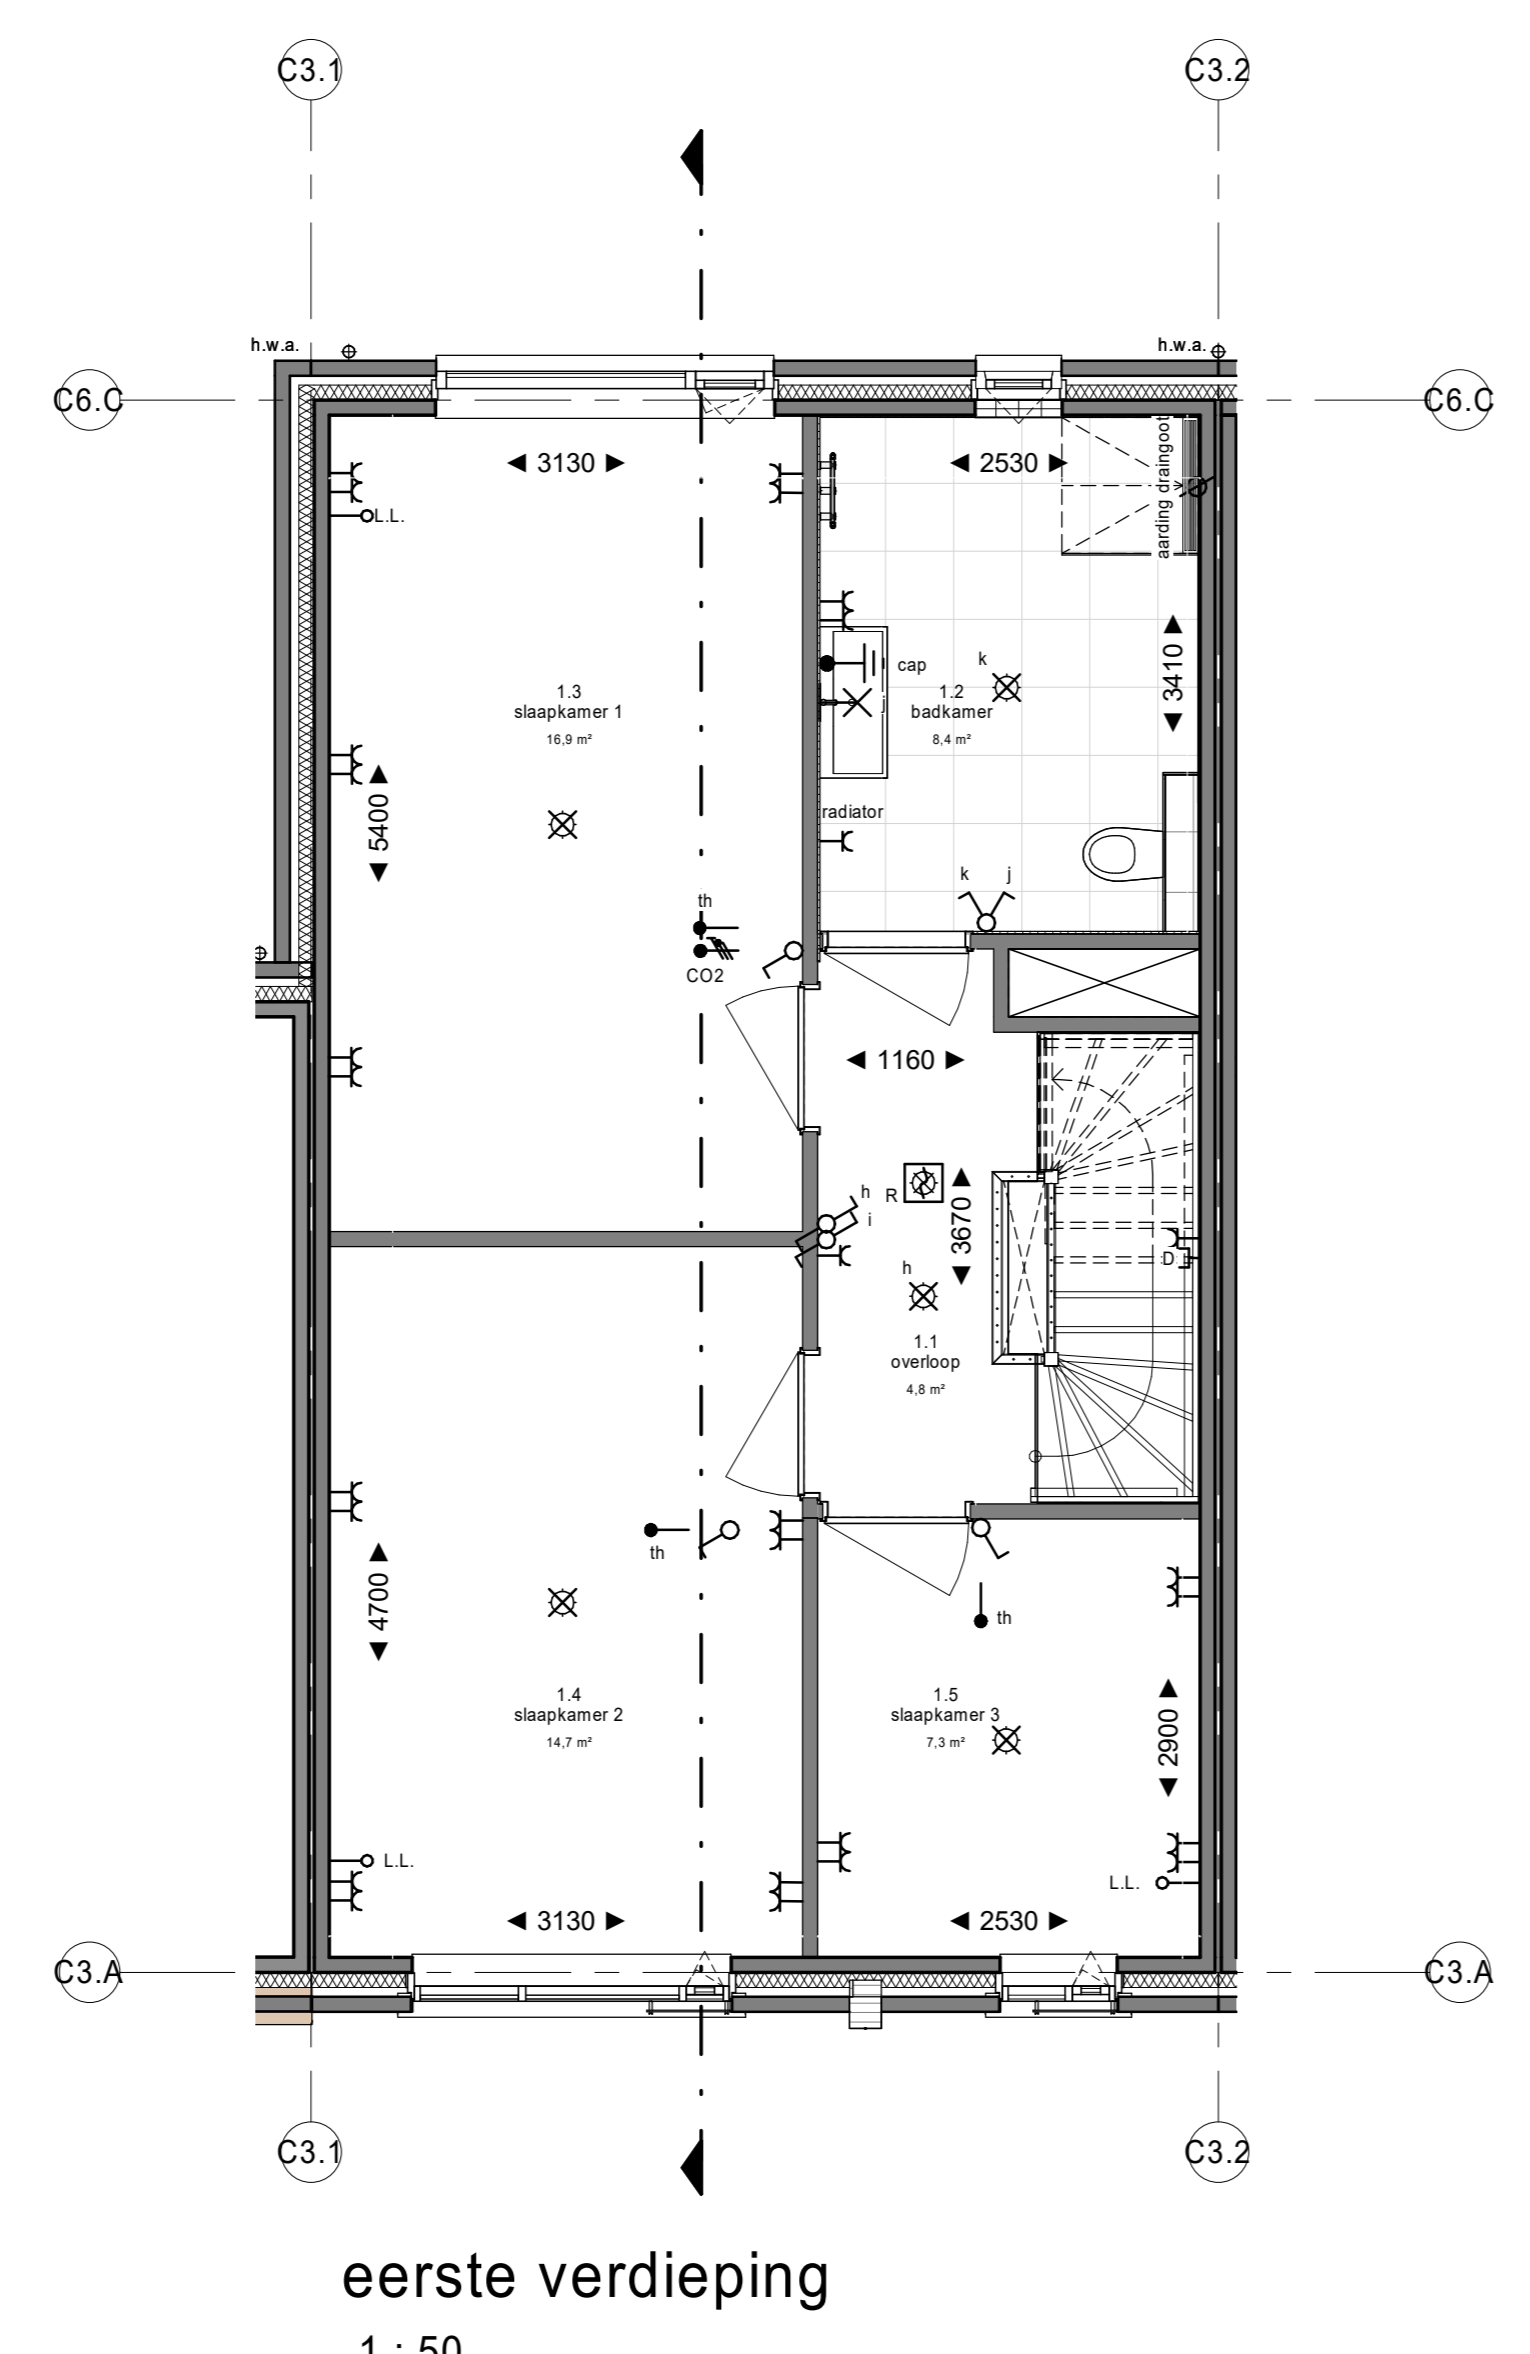 C3.1
C3.2
h.w.a.
h.w.a.
C6.C
C6.C
3130
2530
aarding draingoot
L.L.
3410
cap
k
j
1.3
slaapkamer 1
16,9 m²
1.2
badkamer
8,4 m²
5400
radiator
k
j
th
CO2
1160
h
R
i
3670
h
D
1.1
overloop
4,8 m²
th
4700
th
1.4
slaapkamer 2
14,7 m²
1.5
slaapkamer 3
7,3 m²
2900
L.L.
L.L.
3130
2530
C3.A
C3.A
C3.1
C3.2
eerste verdieping
1 : 50